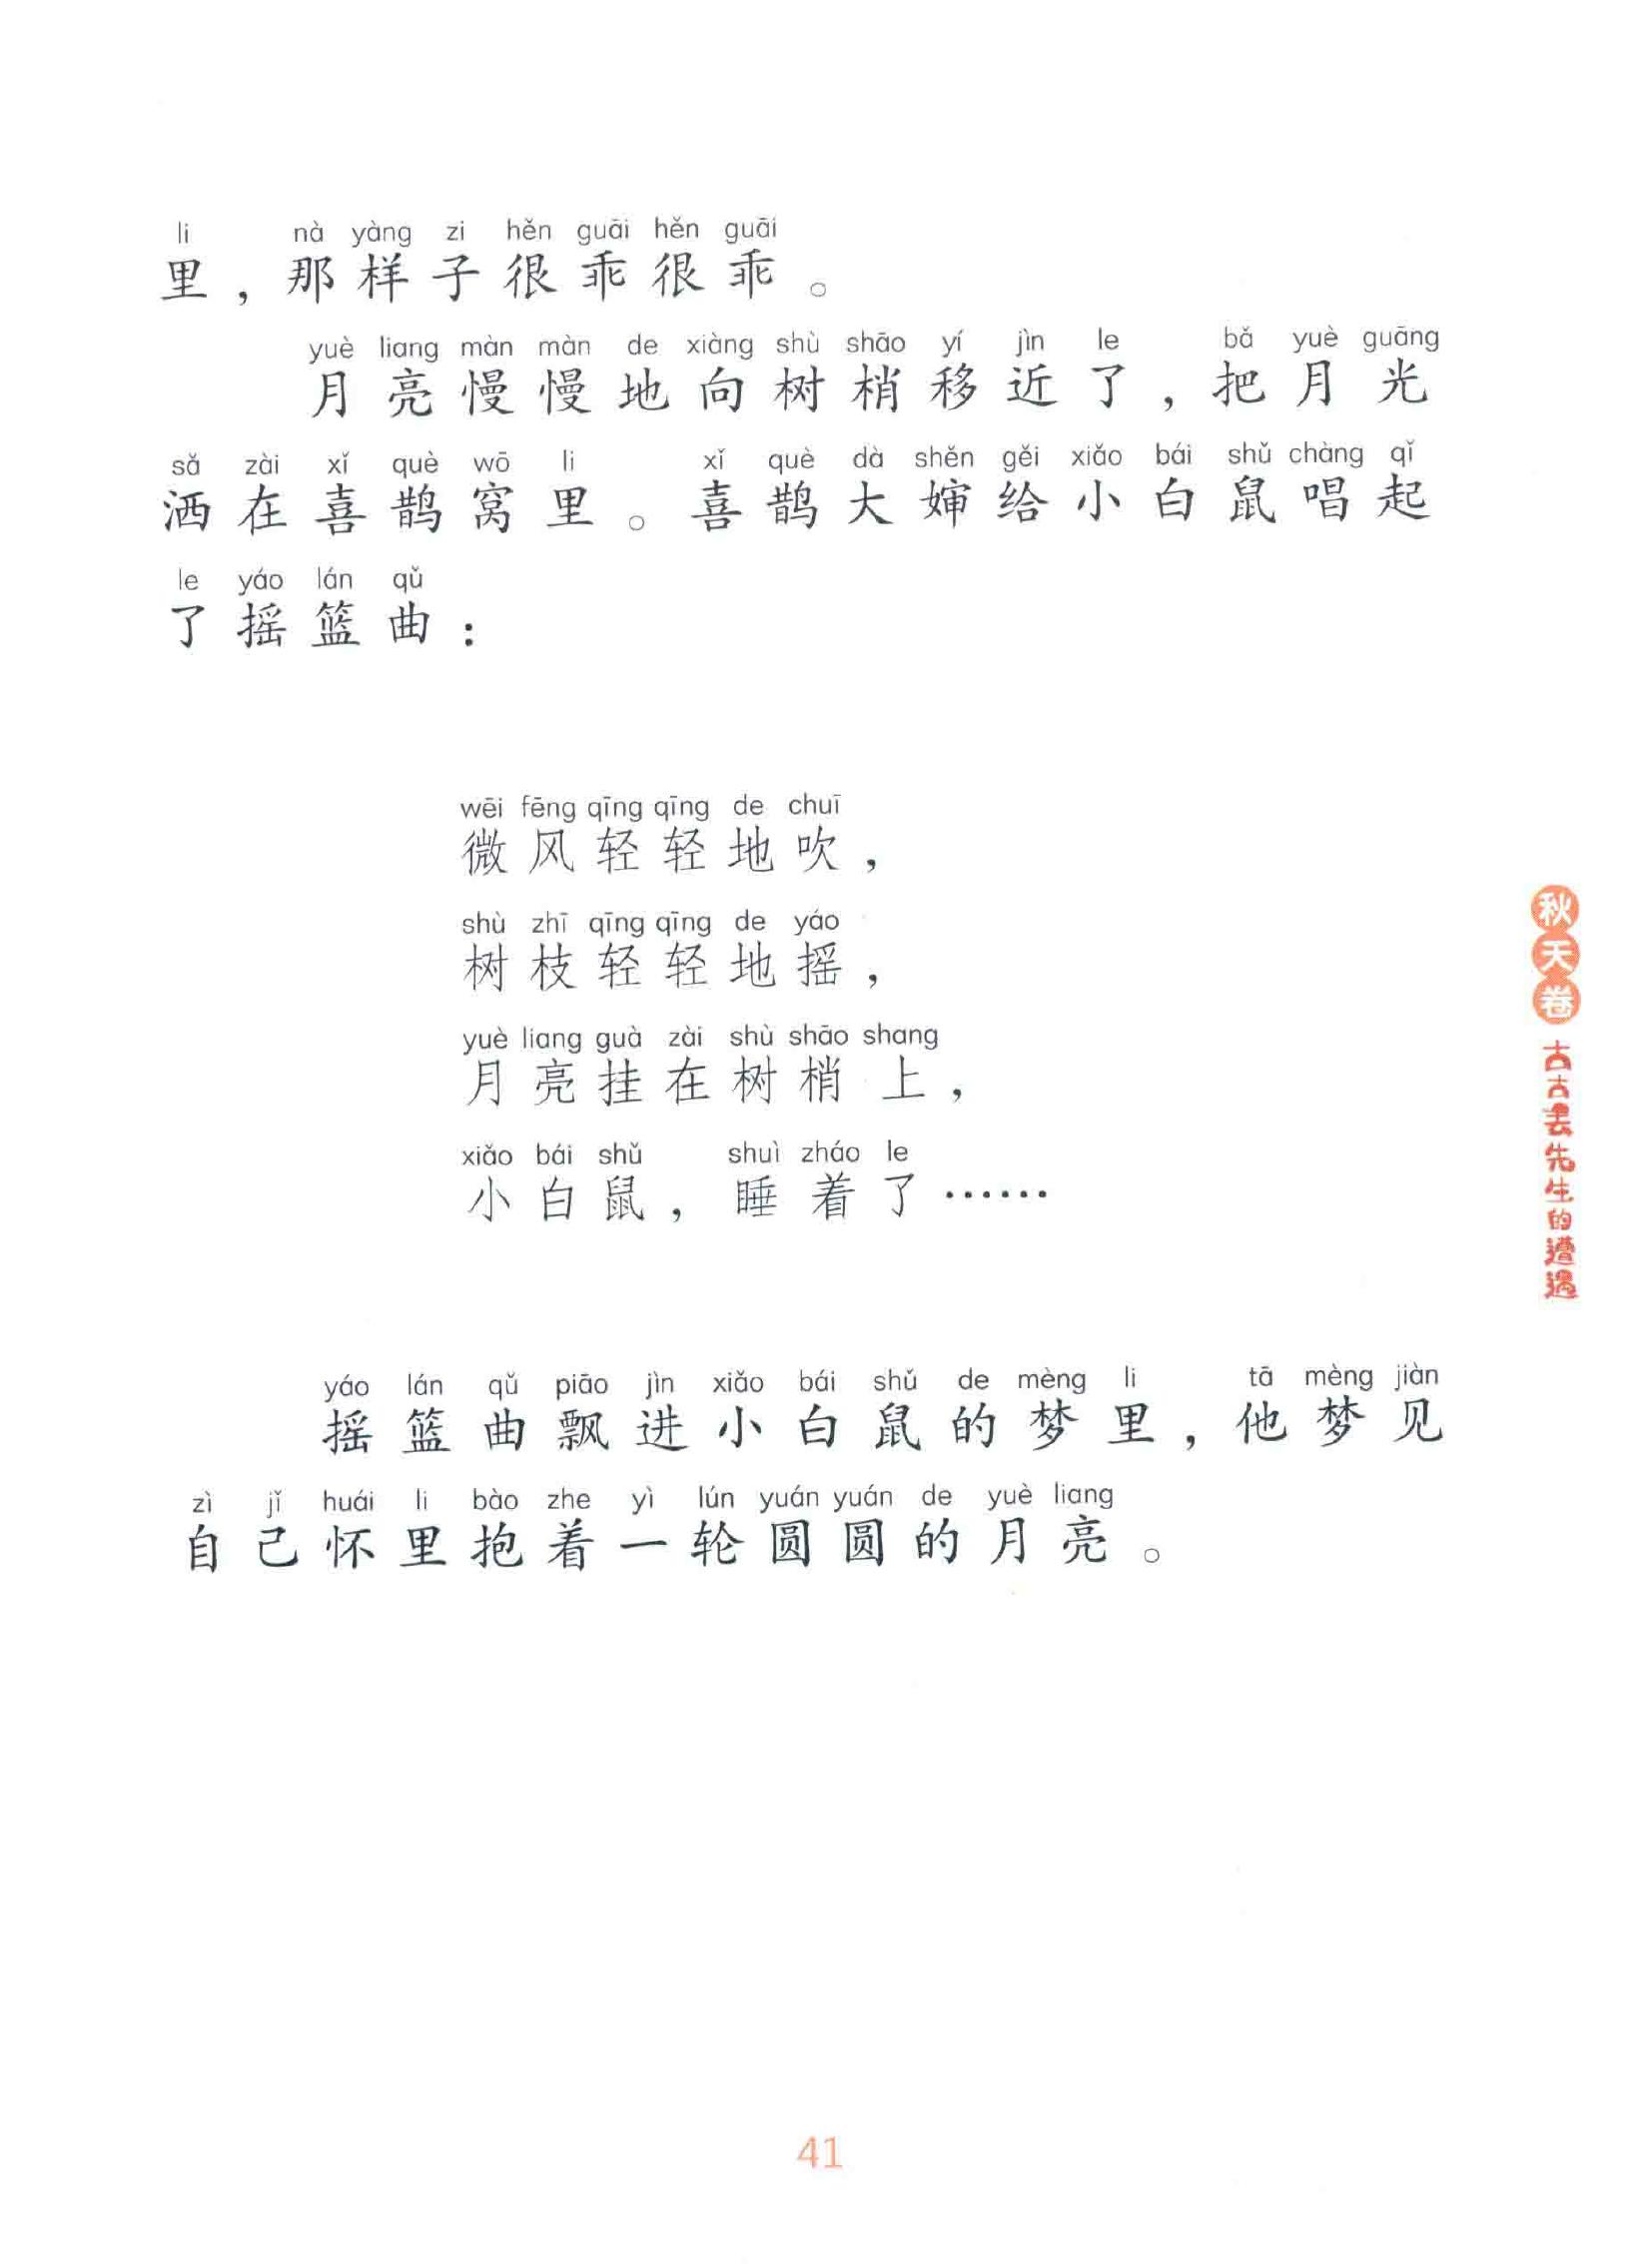 li nà yàng zi hěn guāi hěn guāi
里，那样子很乖很乖。
yuè liang màn màn de xiàng shù shāo yí jìn le bǎ yuè guāng
月亮慢慢地向树梢移近了，把月光
sǎ zài xǐ què wō li xǐ què dà shěn gěi xiǎo bái shǔ chàng qǐ
洒在喜鹊窝里。喜鹊大婶给小白鼠唱起
le yáo lán qǔ
了摇篮曲：
wēi fēng qīng qīng de chuī
微风轻轻地吹，
shù zhī qīng qīng de yáo
树枝轻轻地摇，
yuè liang guà zài shù shāo shang
月亮挂在树梢上，
xiǎo bái shǔ shuì zháo le
小白鼠，睡着了······
yáo lán qǔ piāo jìn xiǎo bái shǔ de mèng li tā mèng jiàn
摇篮曲飘进小白鼠的梦里，他梦见
zì jǐ huái li bào zhe yì lún yuán yuán de yuè liang
自己怀里抱着一轮圆圆的月亮。
秋天卷 古古丢先生的遭遇
41